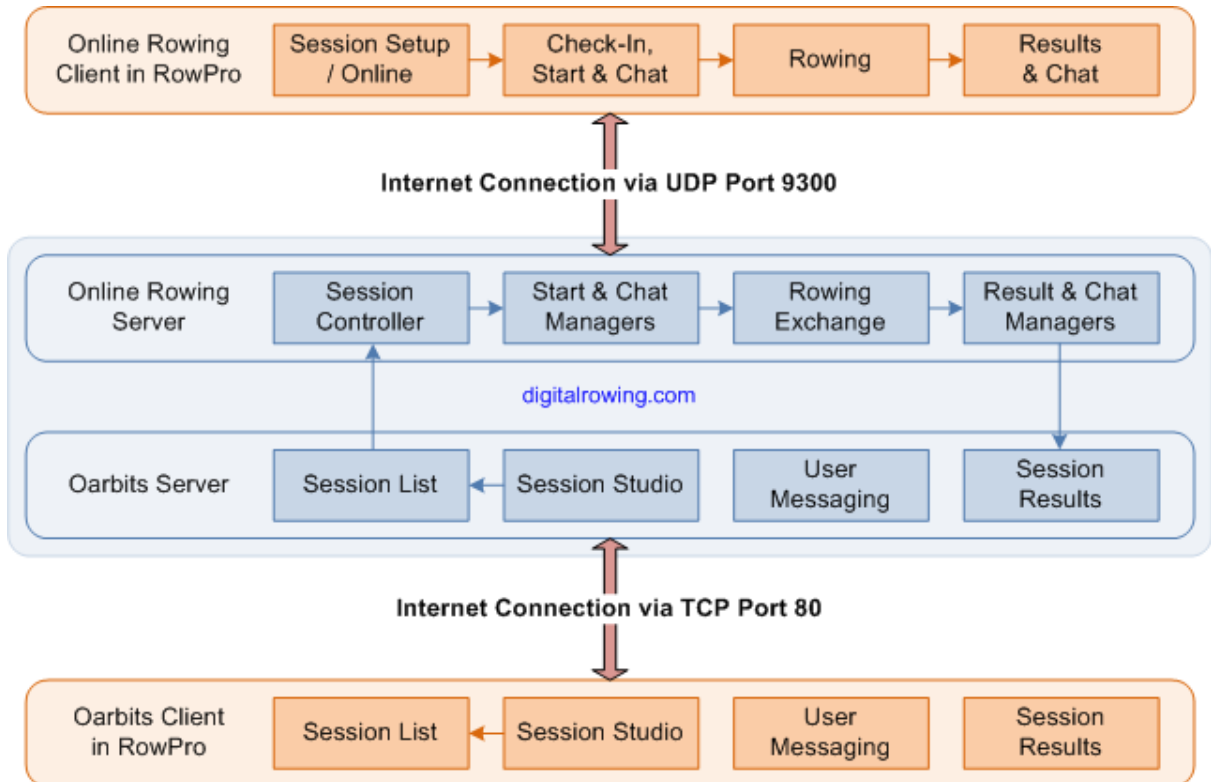 Online Rowing
Client in RowPro
Session Setup
/ Online
Check-In,
Start & Chat
Rowing
Results
& Chat
Internet Connection via UDP Port 9300
Online Rowing
Server
Session
Controller
Start & Chat
Managers
Rowing
Exchange
Result & Chat
Managers
digitalrowing.com
Oarbits Server
Session List
Session Studio
User
Messaging
Session
Results
Internet Connection via TCP Port 80
Oarbits Client
in RowPro
Session List
Session Studio
User
Messaging
Session
Results